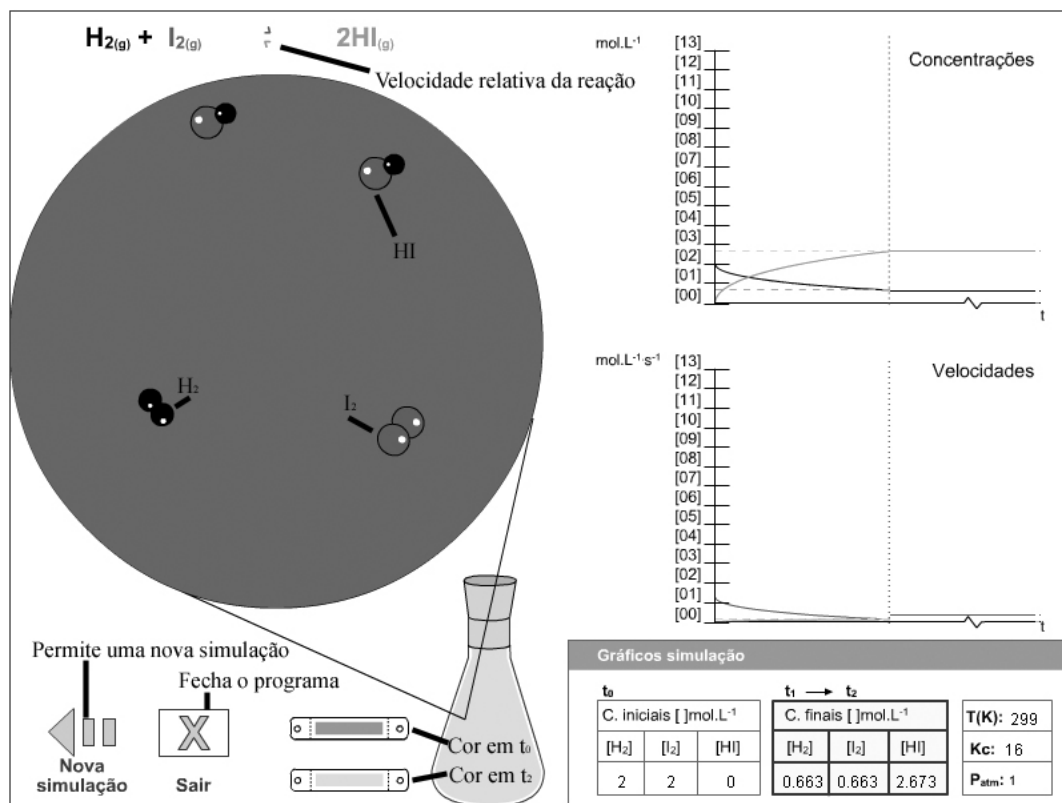 H2(g) + I2(g) 2HI(g)
Velocidade relativa da reação
HI
H2
I2
Permite uma nova simulação
Fecha o programa
Nova simulação
X
Sair
Cor em t0
Cor em t2
mol.L-1
Concentrações
[13]
[12]
[11]
[10]
[09]
[08]
[07]
[06]
[05]
[04]
[03]
[02]
[01]
[00]
t
mol.L-1.s-1
Velocidades
[13]
[12]
[11]
[10]
[09]
[08]
[07]
[06]
[05]
[04]
[03]
[02]
[01]
[00]
t
Gráficos simulação
t0 t1 → t2
C. iniciais [ ]mol.L-1 C. finais [ ]mol.L-1 T(K): 299
[H2] [I2] [HI] [H2] [I2] [HI] Kc: 16
2 2 0 0.663 0.663 2.673 Patm: 1